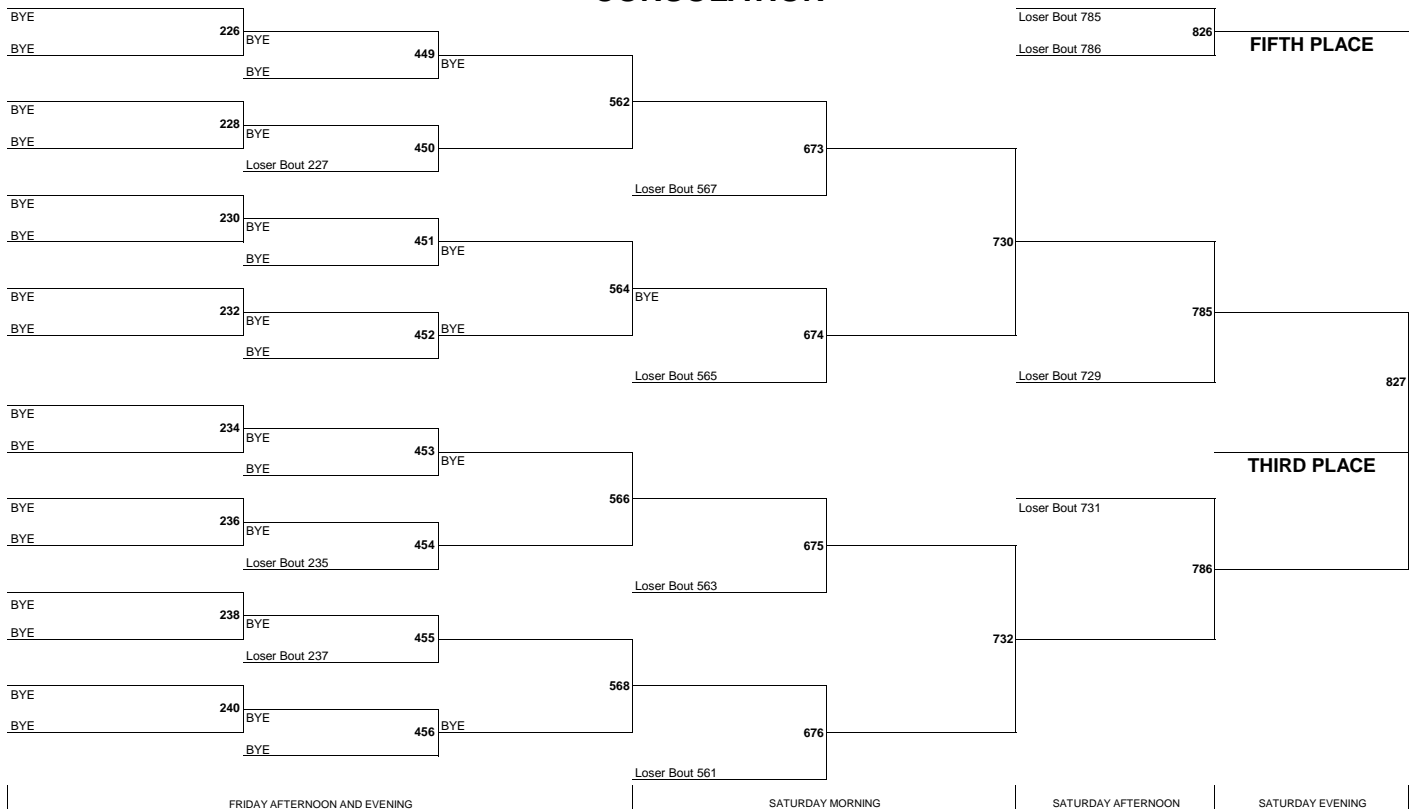 BYE
226
BYE
BYE
449
BYE
BYE
562
BYE
228
BYE
BYE
450
Loser Bout 227
673
Loser Bout 567
BYE
230
BYE
BYE
451
BYE
BYE
564
BYE
730
BYE
232
BYE
BYE
452
BYE
BYE
674
Loser Bout 565
785
Loser Bout 729
827
BYE
234
BYE
BYE
453
BYE
BYE
566
BYE
236
BYE
BYE
454
Loser Bout 235
675
Loser Bout 563
Loser Bout 731
786
BYE
238
BYE
BYE
455
Loser Bout 237
568
732
BYE
240
BYE
BYE
456
BYE
BYE
676
Loser Bout 561
Loser Bout 785
826
Loser Bout 786
FIFTH PLACE
THIRD PLACE
FRIDAY AFTERNOON AND EVENING
SATURDAY MORNING
SATURDAY AFTERNOON
SATURDAY EVENING